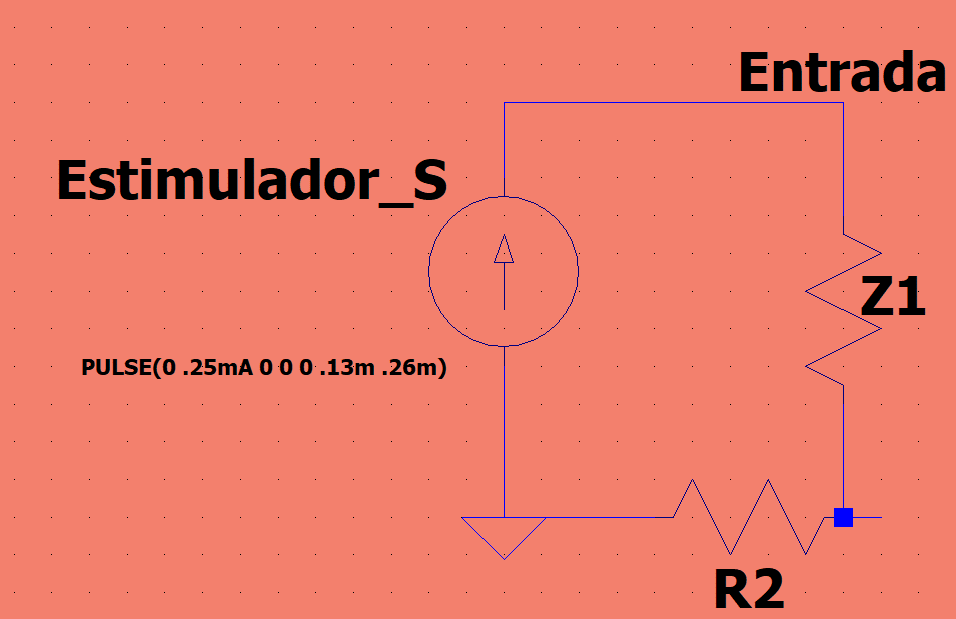 Entrada
Estimulador_S
Z1
PULSE(0 .25mA 0 0 0 .13m .26m)
R2